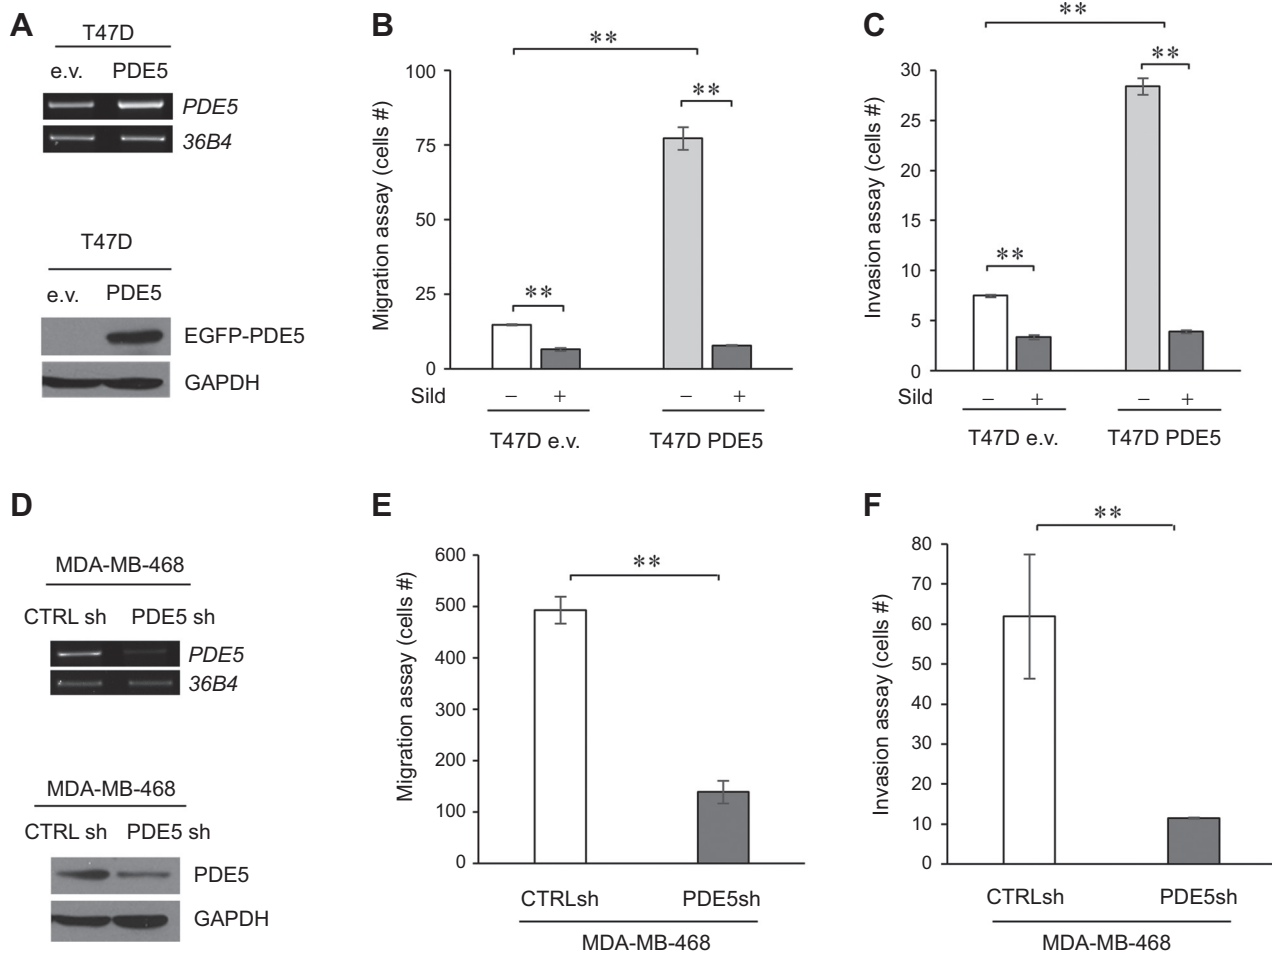 A
T47D
e.v. PDE5
PDE5
36B4
T47D
e.v. PDE5
EGFP-PDE5
GAPDH
B
Migration assay (cells #)
100
75
50
25
0
**
**
**
Sild − + − +
T47D e.v. T47D PDE5
C
Invasion assay (cells #)
30
25
20
15
10
5
0
**
**
**
Sild − + − +
T47D e.v. T47D PDE5
D
MDA-MB-468
CTRL sh PDE5 sh
PDE5
36B4
MDA-MB-468
CTRL sh PDE5 sh
PDE5
GAPDH
E
Migration assay (cells #)
600
500
400
300
200
100
0
**
CTRLsh PDE5sh
MDA-MB-468
F
Invasion assay (cells #)
80
70
60
50
40
30
20
10
0
**
CTRLsh PDE5sh
MDA-MB-468